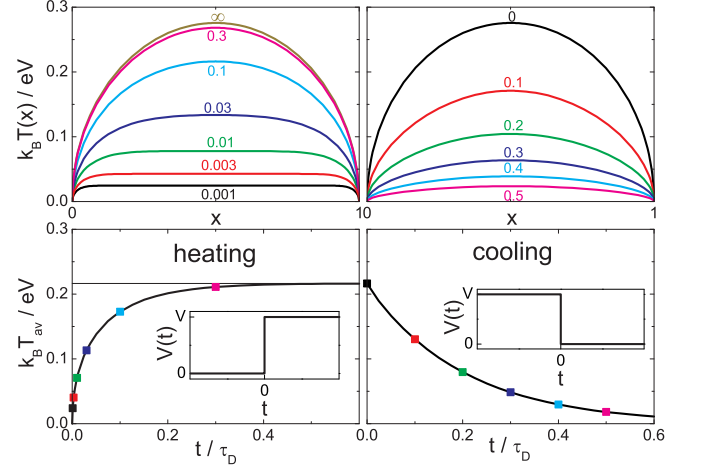 0.3
0.2
0.1
0.0
k_B T(x) / eV
∞
0.3
0.1
0.03
0.01
0.003
0.001
0
x
1
0
0.1
0.2
0.3
0.4
0.5
0
x
1
0.3
0.2
0.1
0.0
k_B T_av / eV
heating
V
0
V(t)
0
t
0.0
0.2
0.4
t / τ_D
cooling
V
0
V(t)
0
t
0.0
0.2
0.4
0.6
t / τ_D